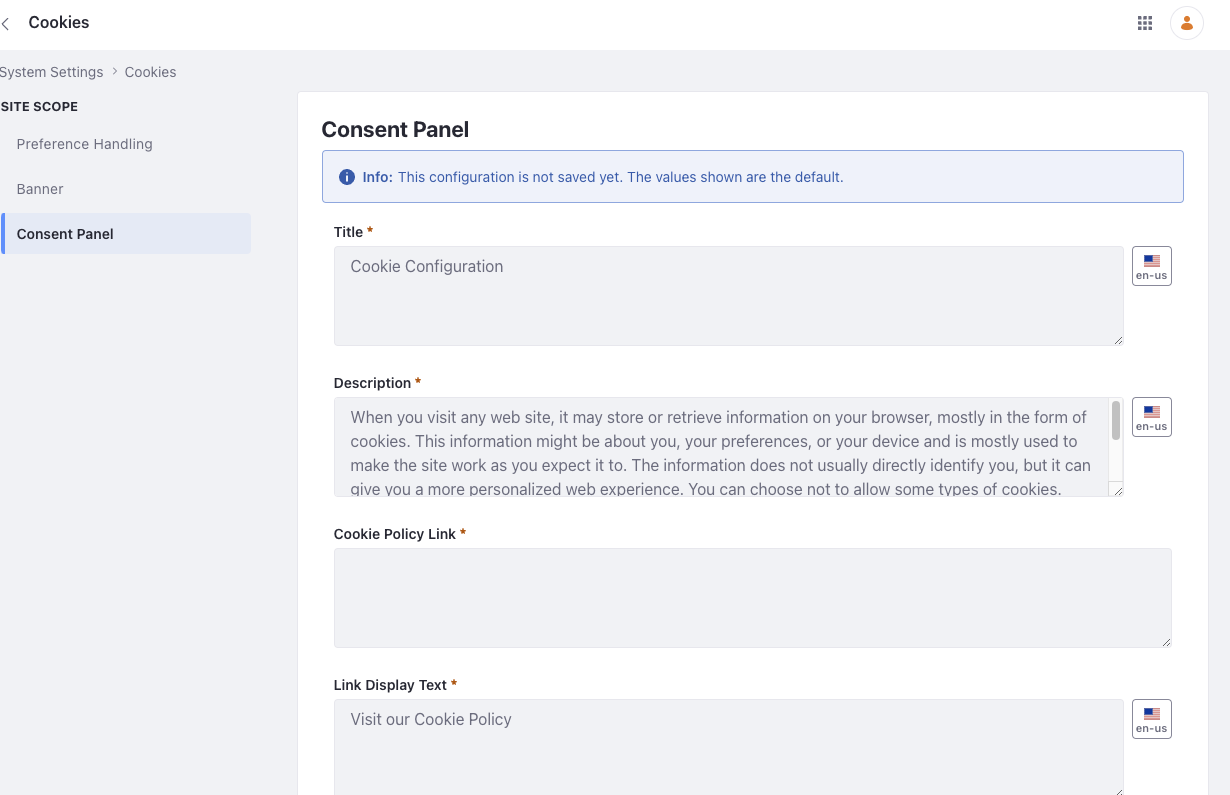 Cookies
System Settings > Cookies
SITE SCOPE
Preference Handling
Banner
Consent Panel
Consent Panel
Info: This configuration is not saved yet. The values shown are the default.
Title *
Cookie Configuration
en-us
Description *
When you visit any web site, it may store or retrieve information on your browser, mostly in the form of
cookies. This information might be about you, your preferences, or your device and is mostly used to
make the site work as you expect it to. The information does not usually directly identify you, but it can
give you a more personalized web experience. You can choose not to allow some types of cookies.
en-us
Cookie Policy Link *
Link Display Text *
Visit our Cookie Policy
en-us